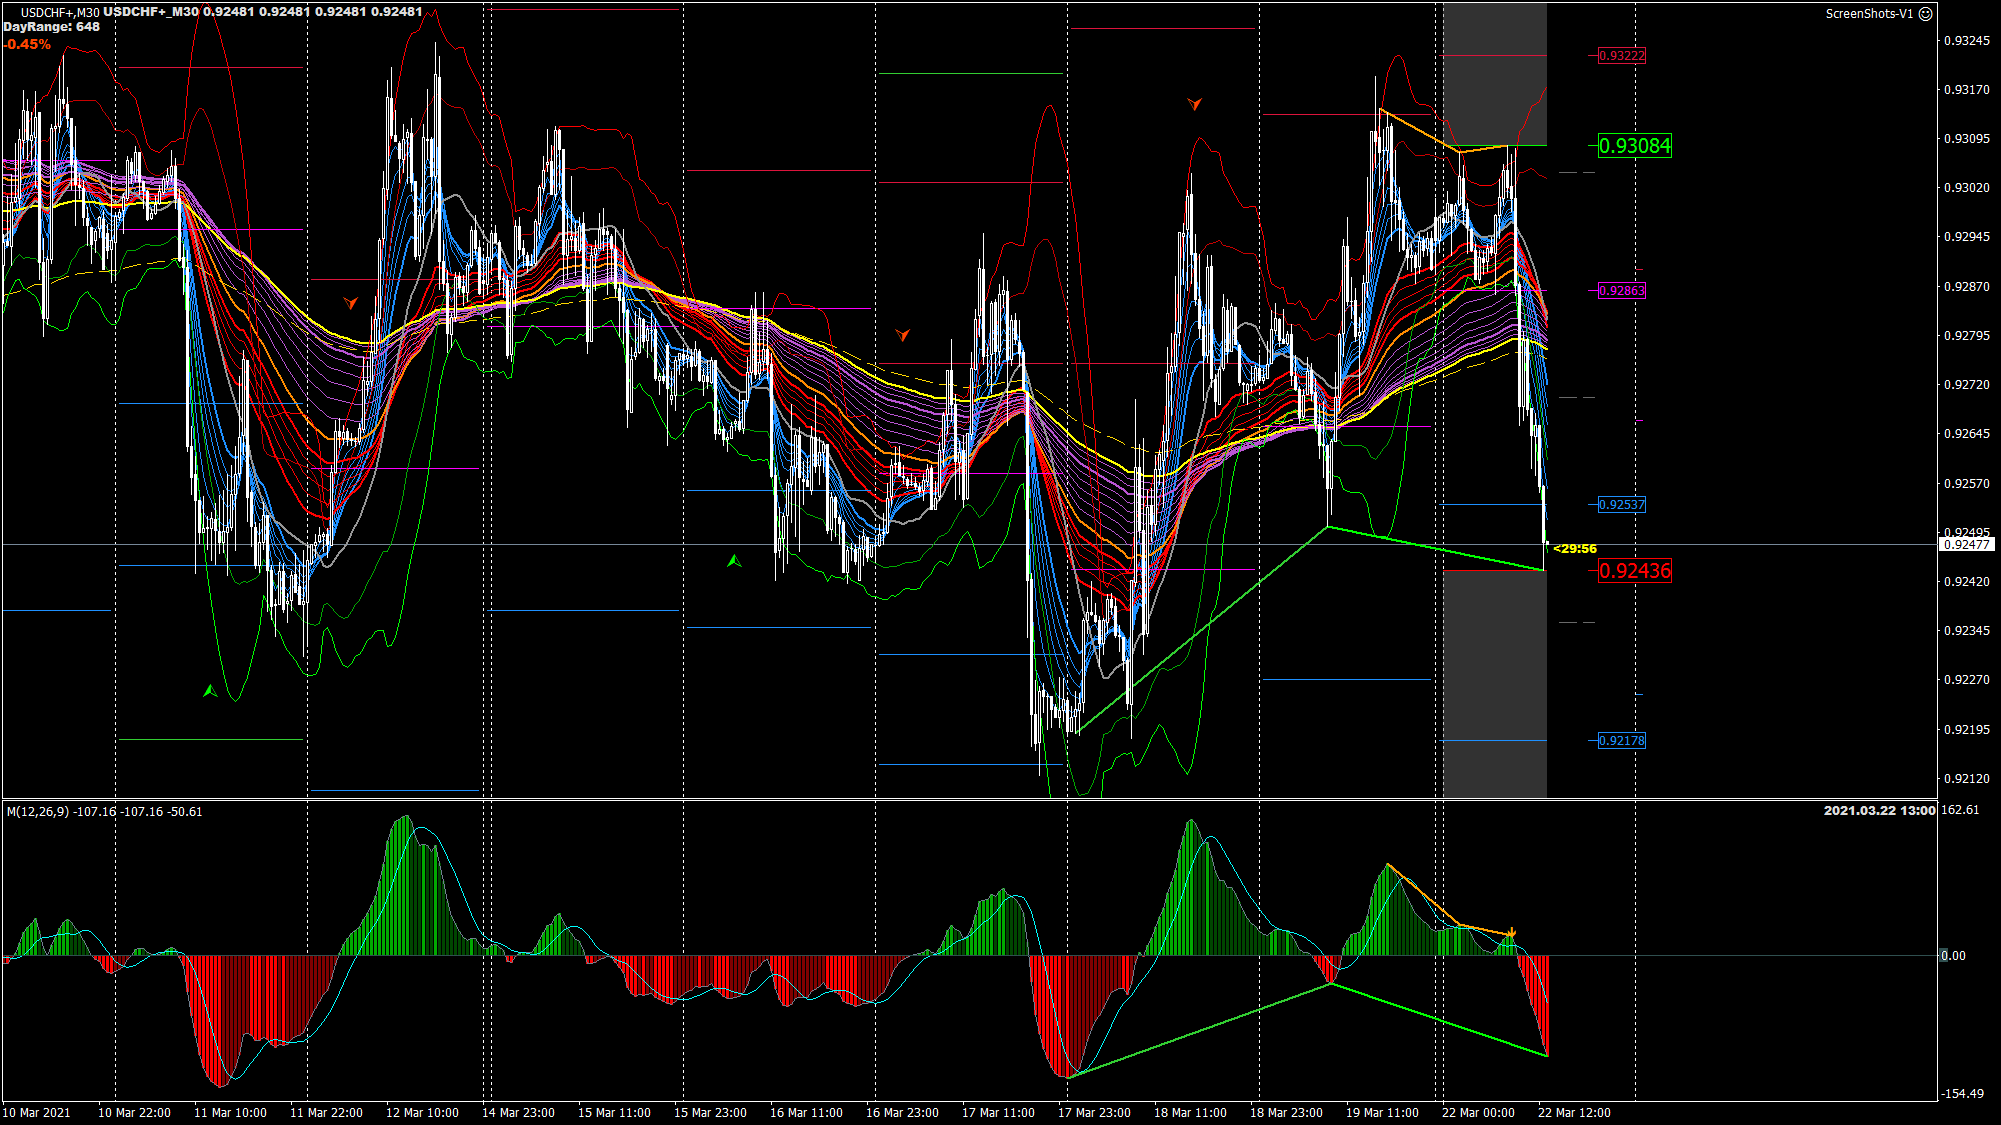 USDCHF+,M30 USDCHF+_M30 0.92481 0.92481 0.92481 0.92481
ScreenShots-V1 ☺
DayRange: 648
-0.45%
0.93245
0.93222
0.93170
0.93095
0.93084
0.93020
0.92945
0.92870
0.92863
0.92795
0.92720
0.92645
0.92570
0.92537
0.92495
0.92477
<29:56
0.92436
0.92420
0.92345
0.92270
0.92195
0.92178
0.92120
M(12,26,9) -107.16 -107.16 -50.61
2021.03.22 13:00
162.61
0.00
-154.49
10 Mar 2021
10 Mar 22:00
11 Mar 10:00
11 Mar 22:00
12 Mar 10:00
14 Mar 23:00
15 Mar 11:00
15 Mar 23:00
16 Mar 11:00
16 Mar 23:00
17 Mar 11:00
17 Mar 23:00
18 Mar 11:00
18 Mar 23:00
19 Mar 11:00
22 Mar 00:00
22 Mar 12:00